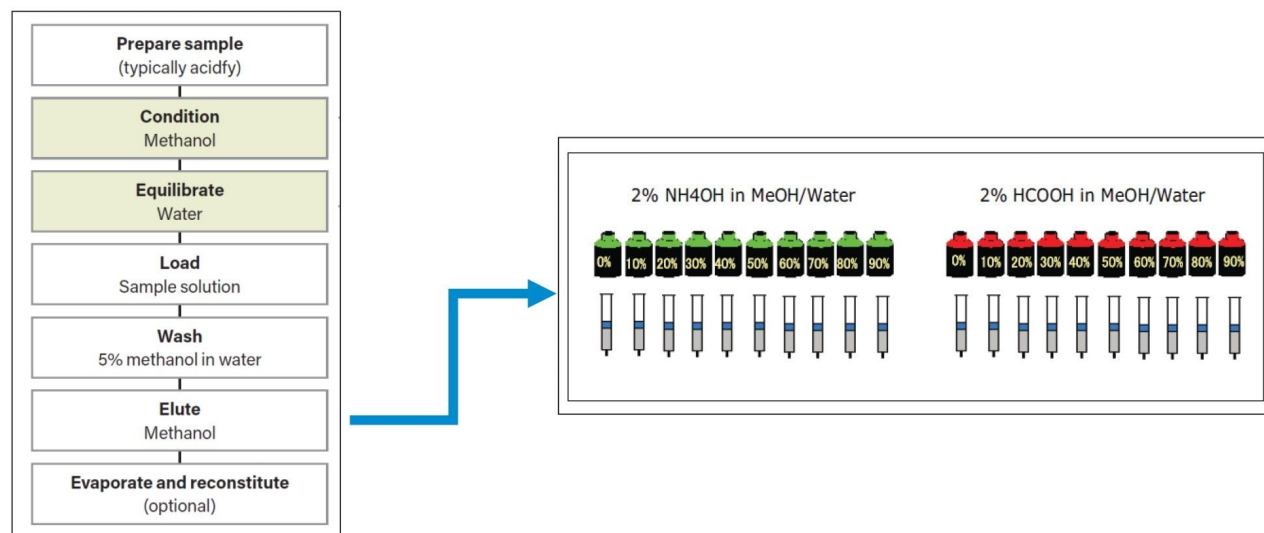 Prepare sample
(typically acidfy)
Condition
Methanol
Equilibrate
Water
Load
Sample solution
Wash
5% methanol in water
Elute
Methanol
Evaporate and reconstitute
(optional)
2% NH4OH in MeOH/Water
0% 10% 20% 30% 40% 50% 60% 70% 80% 90%
2% HCOOH in MeOH/Water
0% 10% 20% 30% 40% 50% 60% 70% 80% 90%